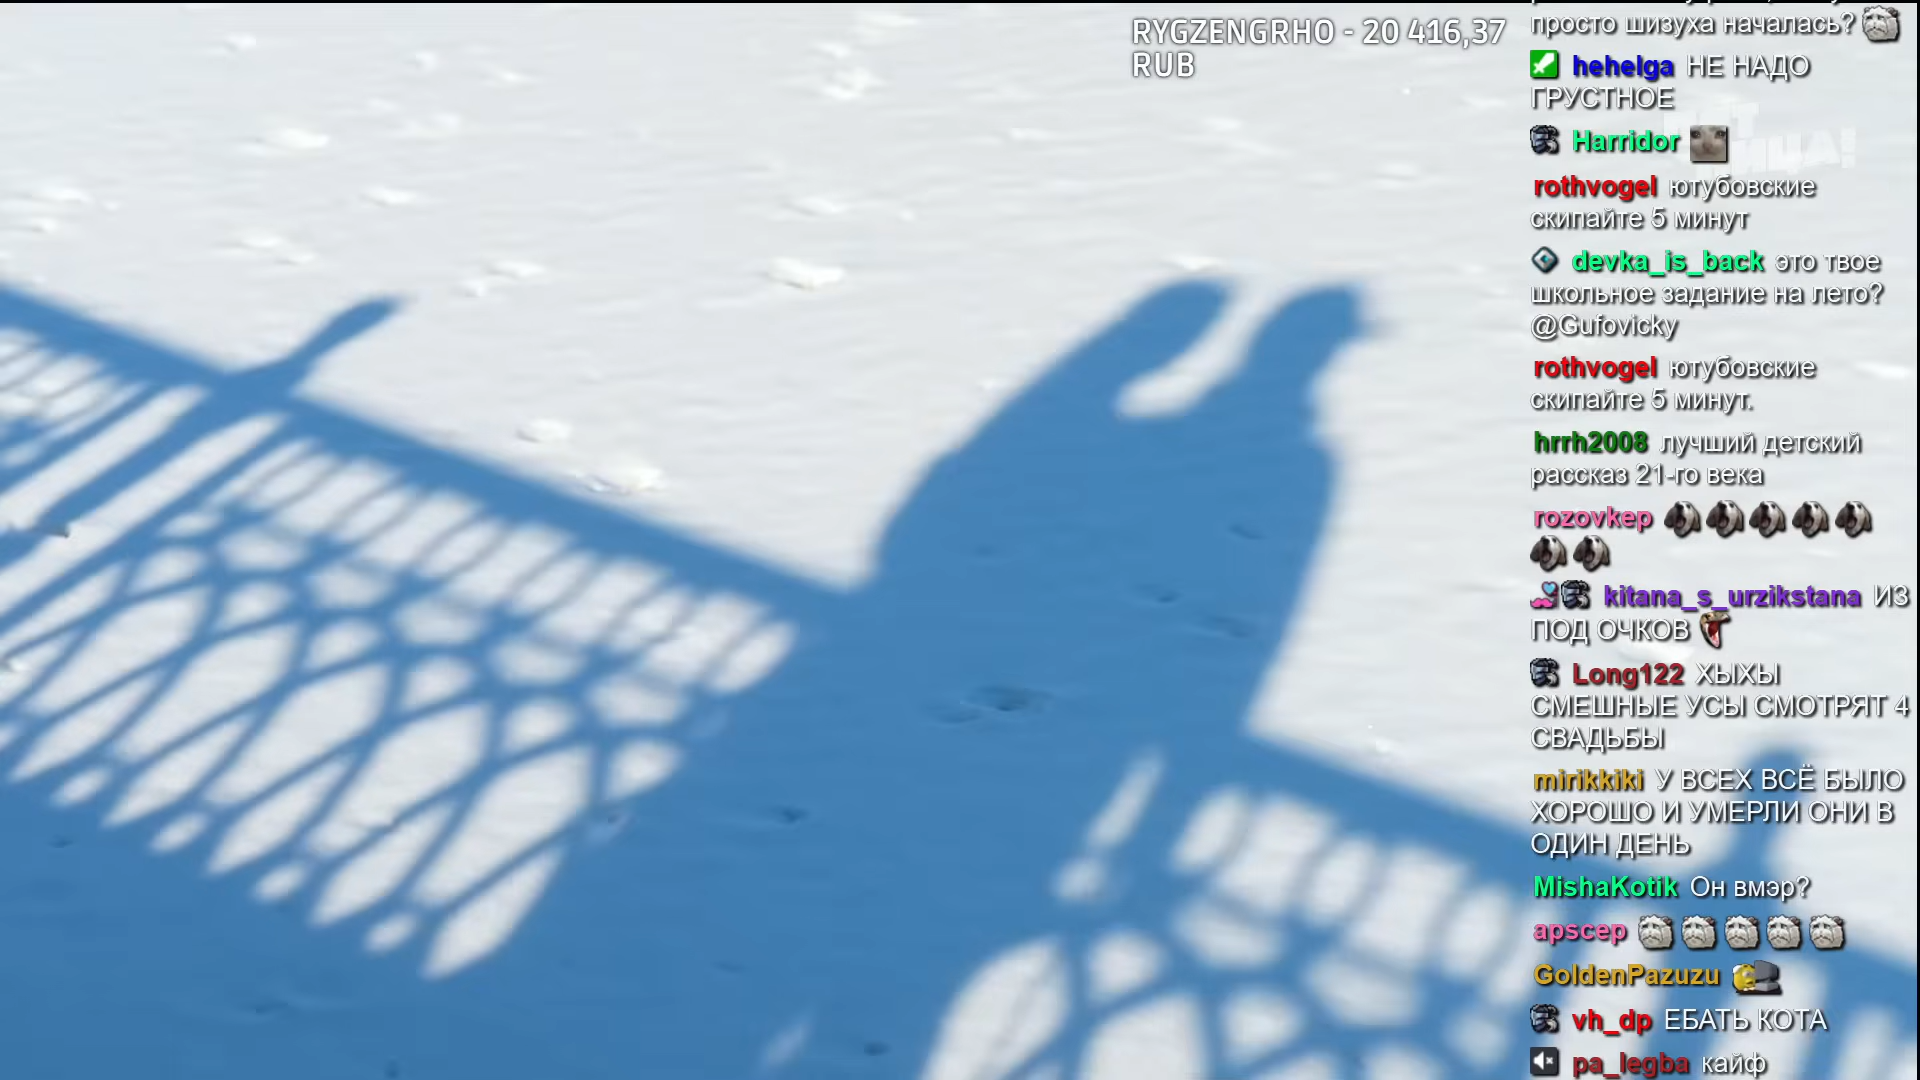 RYGZENGRHO - 20 416,37
RUB
просто шизуха началась?
hehelga НЕ НАДО
ГРУСТНОЕ
Harridor
rothvogel ютубовские
скипайте 5 минут
devka_is_back это твое
школьное задание на лето?
@Gufovicky
rothvogel ютубовские
скипайте 5 минут.
hrrh2008 лучший детский
рассказ 21-го века
rozovkep
kitana_s_urzikstana ИЗ
ПОД ОЧКОВ
Long122 ХЫХЫ
СМЕШНЫЕ УСЫ СМОТРЯТ 4
СВАДЬБЫ
mirikkiki У ВСЕХ ВСЁ БЫЛО
ХОРОШО И УМЕРЛИ ОНИ В
ОДИН ДЕНЬ
MishaKotik Он вмэр?
apscep
GoldenPazuzu
vh_dp ЕБАТЬ КОТА
pa_legba кайф